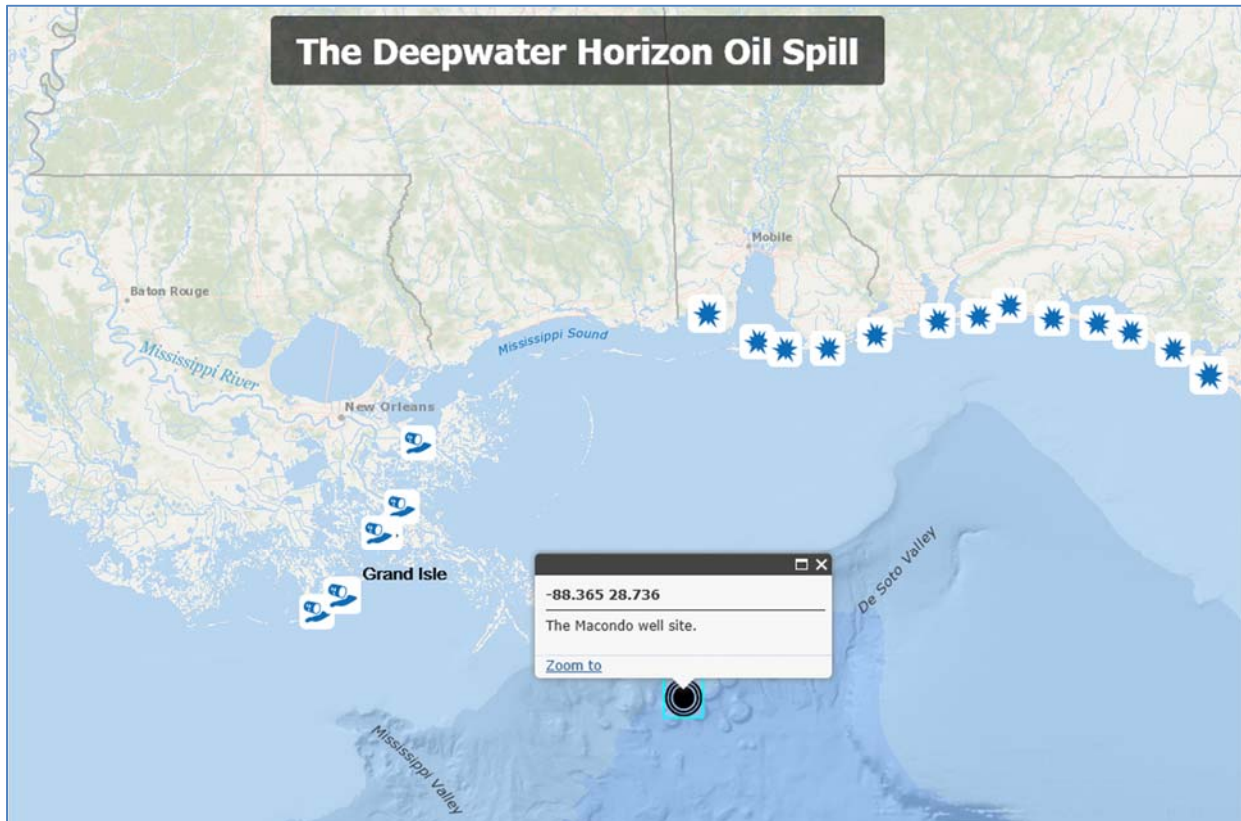 The Deepwater Horizon Oil Spill
Mobile
Baton Rouge
Mississippi Sound
Mississippi River
New Orleans
Grand Isle
De Soto Valley
-88.365 28.736
The Macondo well site.
Zoom to
Mississippi Valley